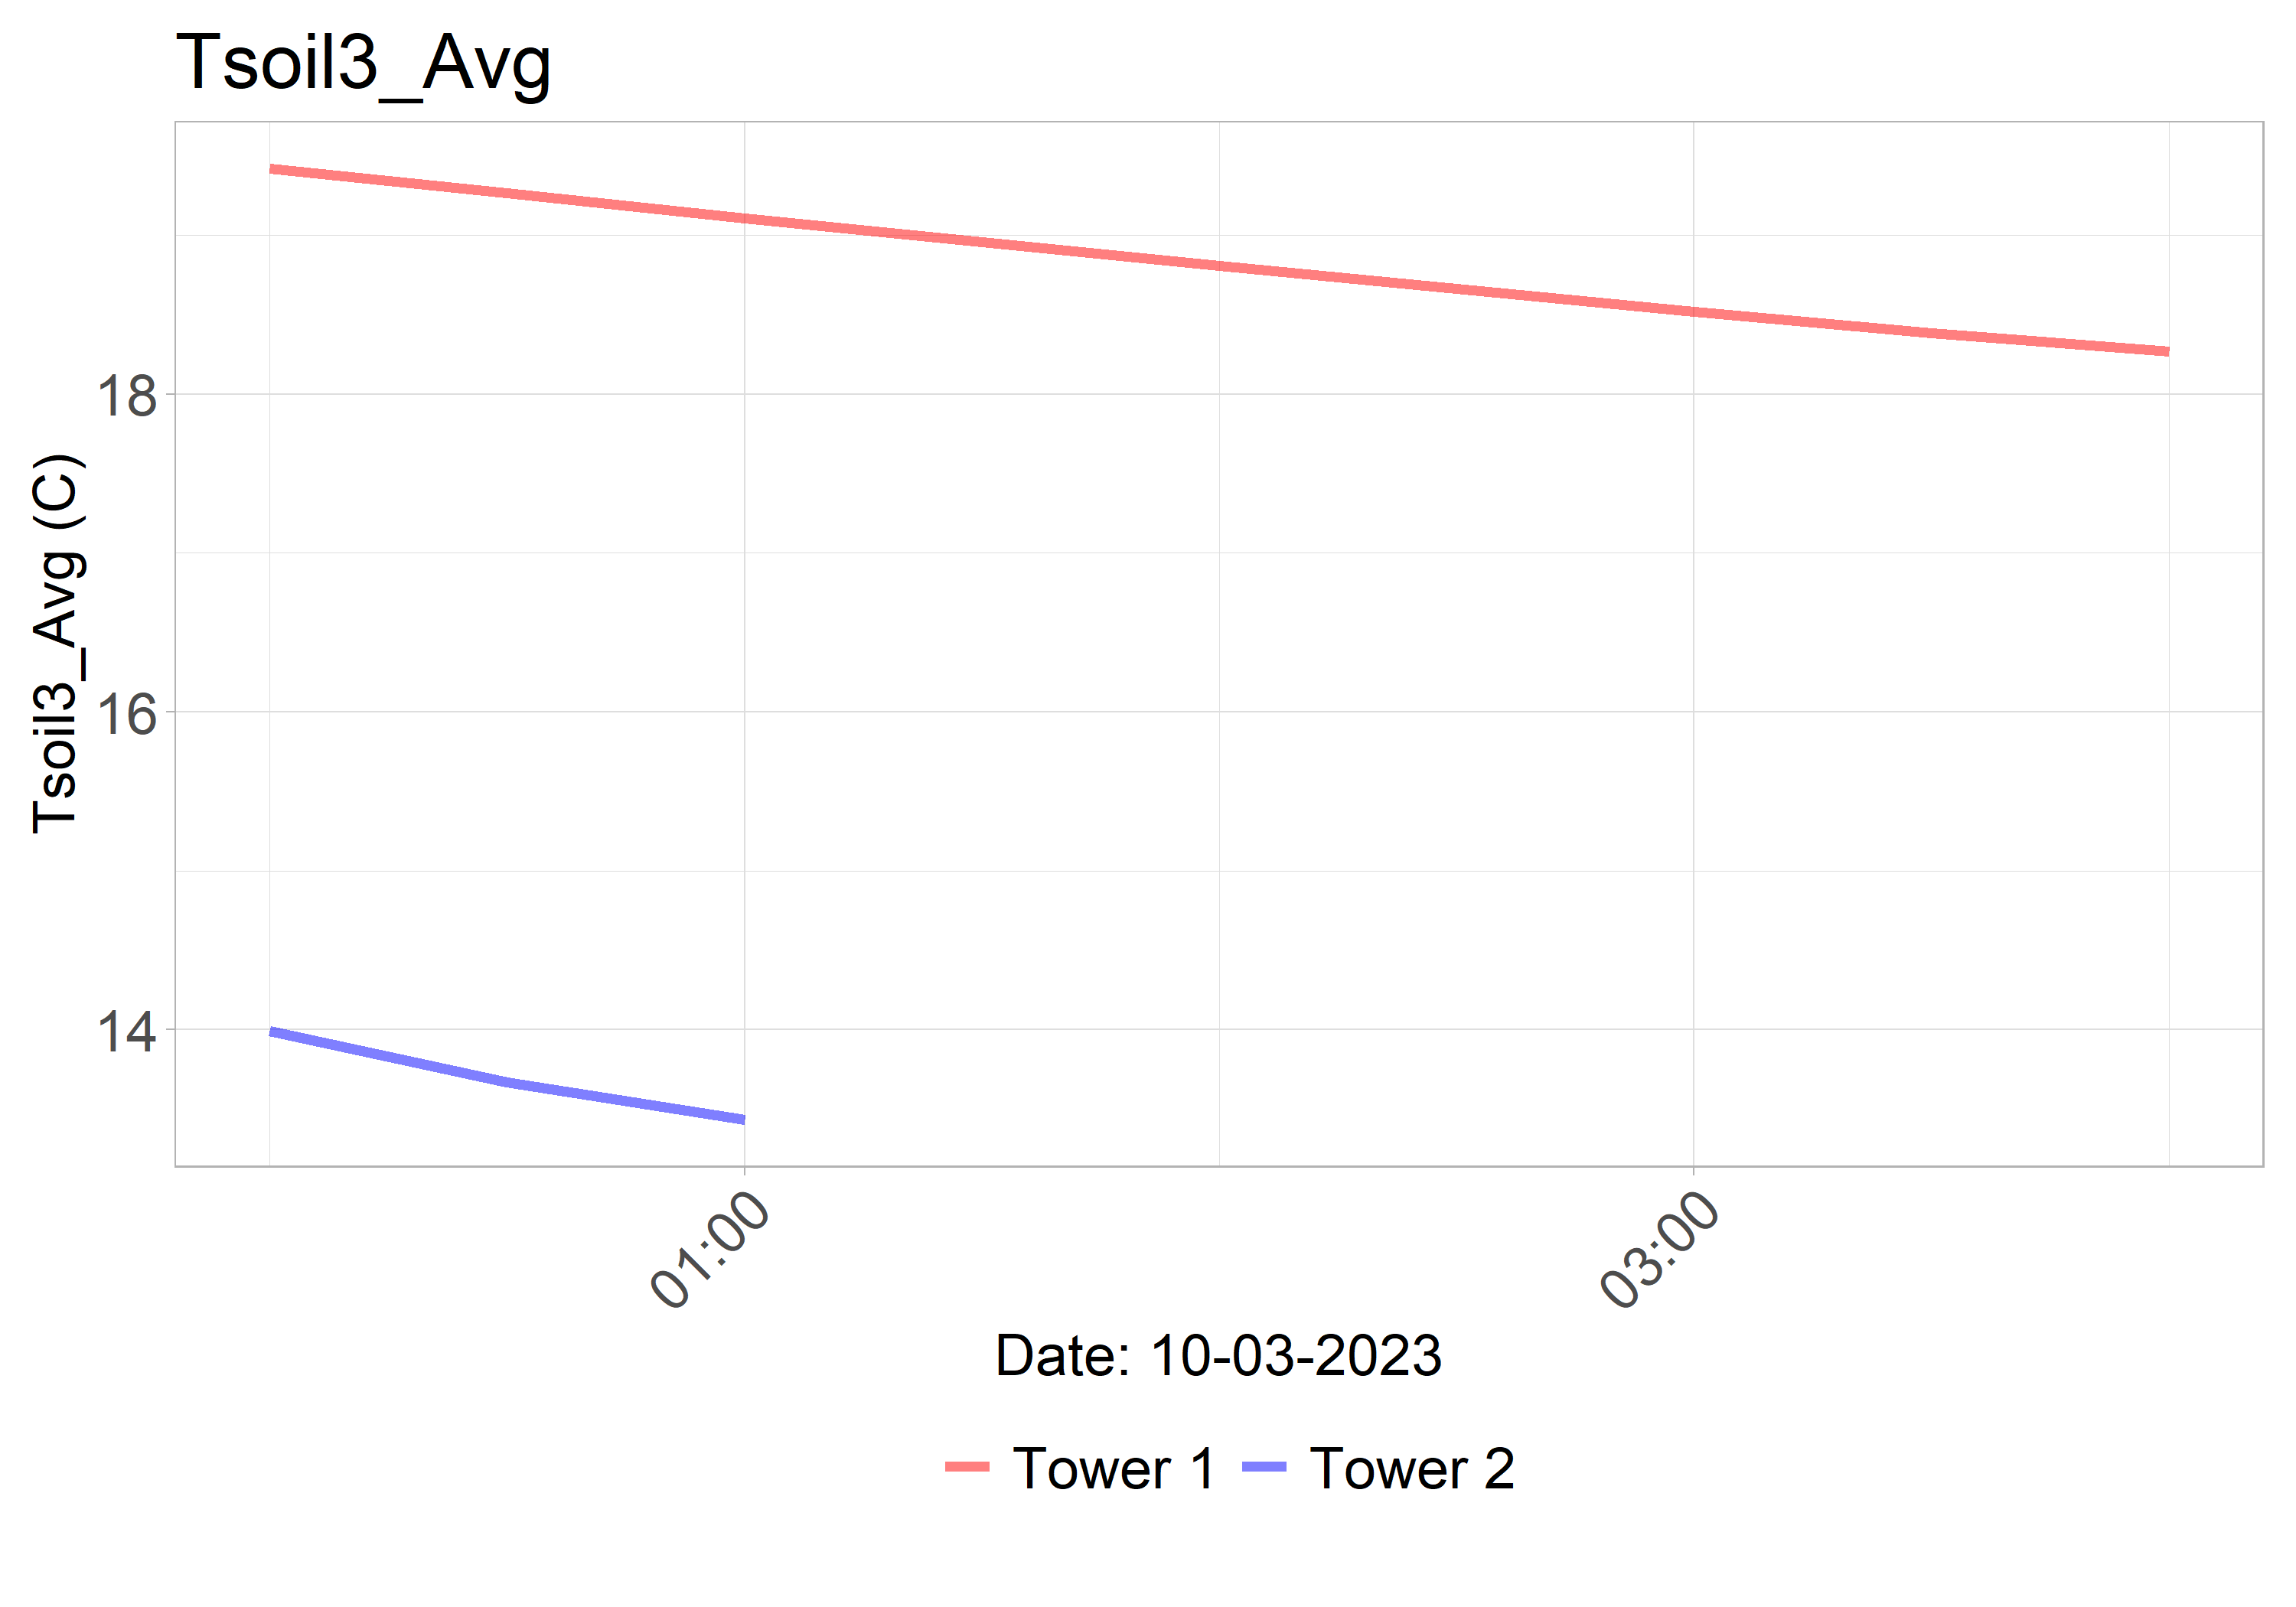 Tsoil3_Avg
Tsoil3_Avg (C)
18
16
14
01:00
03:00
Date: 10-03-2023
Tower 1
Tower 2